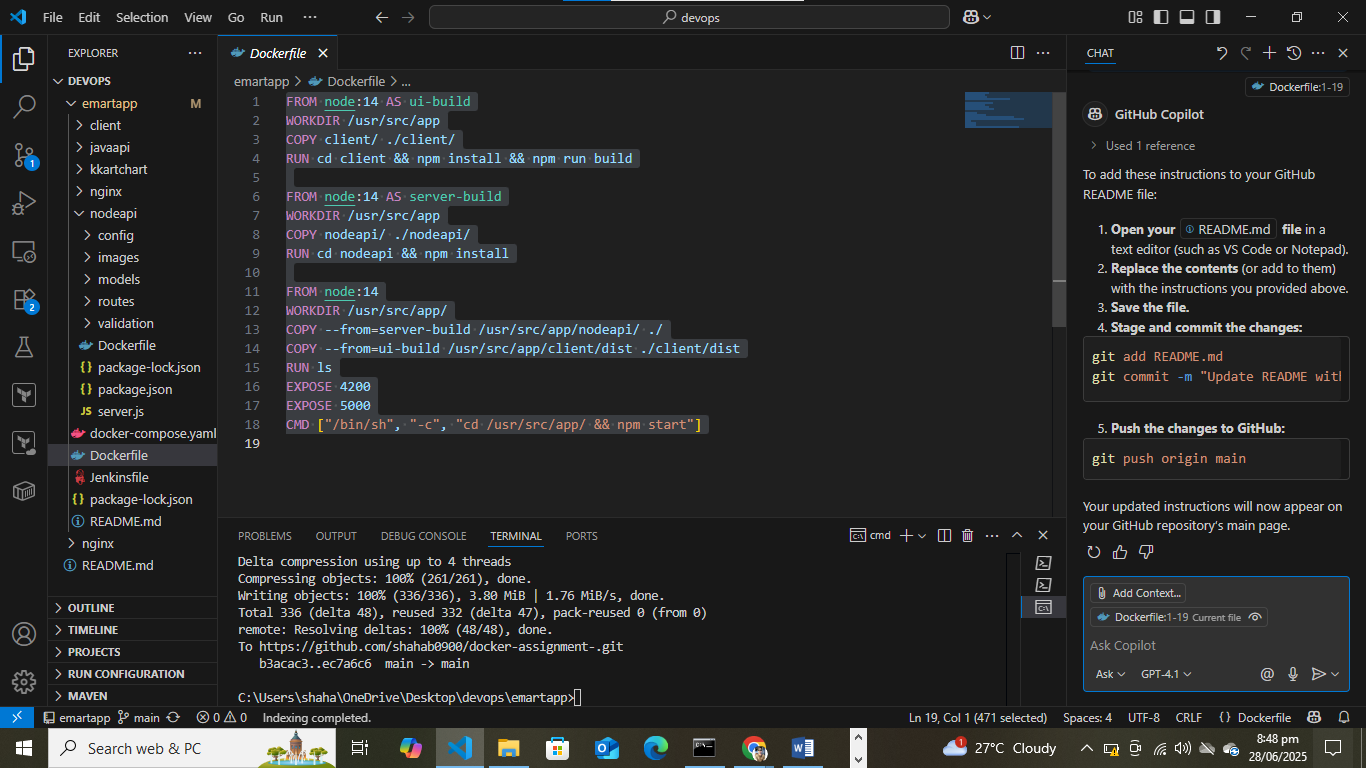 File Edit Selection View Go Run ···
devops
EXPLORER
DEVOPS
emartapp M
client
javaapi
kkartchart
nginx
nodeapi
config
images
models
routes
validation
Dockerfile
package-lock.json
package.json
JS server.js
docker-compose.yaml
Dockerfile
Jenkinsfile
package-lock.json
README.md
nginx
README.md
OUTLINE
TIMELINE
PROJECTS
RUN CONFIGURATION
MAVEN
1
2
Dockerfile
emartapp > Dockerfile > ...
1 FROM node:14 AS ui-build
2 WORKDIR /usr/src/app
3 COPY client/ ./client/
4 RUN cd client && npm install && npm run build
5
6 FROM node:14 AS server-build
7 WORKDIR /usr/src/app
8 COPY nodeapi/ ./nodeapi/
9 RUN cd nodeapi && npm install
10
11 FROM node:14
12 WORKDIR /usr/src/app/
13 COPY --from=server-build /usr/src/app/nodeapi/ ./
14 COPY --from=ui-build /usr/src/app/client/dist ./client/dist
15 RUN ls
16 EXPOSE 4200
17 EXPOSE 5000
18 CMD ["/bin/sh", "-c", "cd /usr/src/app/ && npm start"]
19
PROBLEMS OUTPUT DEBUG CONSOLE TERMINAL PORTS
cmd
Delta compression using up to 4 threads
Compressing objects: 100% (261/261), done.
Writing objects: 100% (336/336), 3.80 MiB | 1.76 MiB/s, done.
Total 336 (delta 48), reused 332 (delta 47), pack-reused 0 (from 0)
remote: Resolving deltas: 100% (48/48), done.
To https://github.com/shahab0900/docker-assignment-.git
b3acac3..ec7a6c6 main -> main
C:\Users\shaha\OneDrive\Desktop\devops\emartapp>
CHAT
Dockerfile:1-19
GitHub Copilot
Used 1 reference
To add these instructions to your GitHub
README file:
1. Open your README.md file in a
text editor (such as VS Code or Notepad).
2. Replace the contents (or add to them)
with the instructions you provided above.
3. Save the file.
4. Stage and commit the changes:
git add README.md
git commit -m "Update README with
5. Push the changes to GitHub:
git push origin main
Your updated instructions will now appear on
your GitHub repository's main page.
Add Context...
Dockerfile:1-19 Current file
Ask Copilot
Ask GPT-4.1
emartapp main 0 0 Indexing completed.
Ln 19, Col 1 (471 selected) Spaces: 4 UTF-8 CRLF {} Dockerfile
Search web & PC
1
27°C Cloudy
8:48 pm
28/06/2025